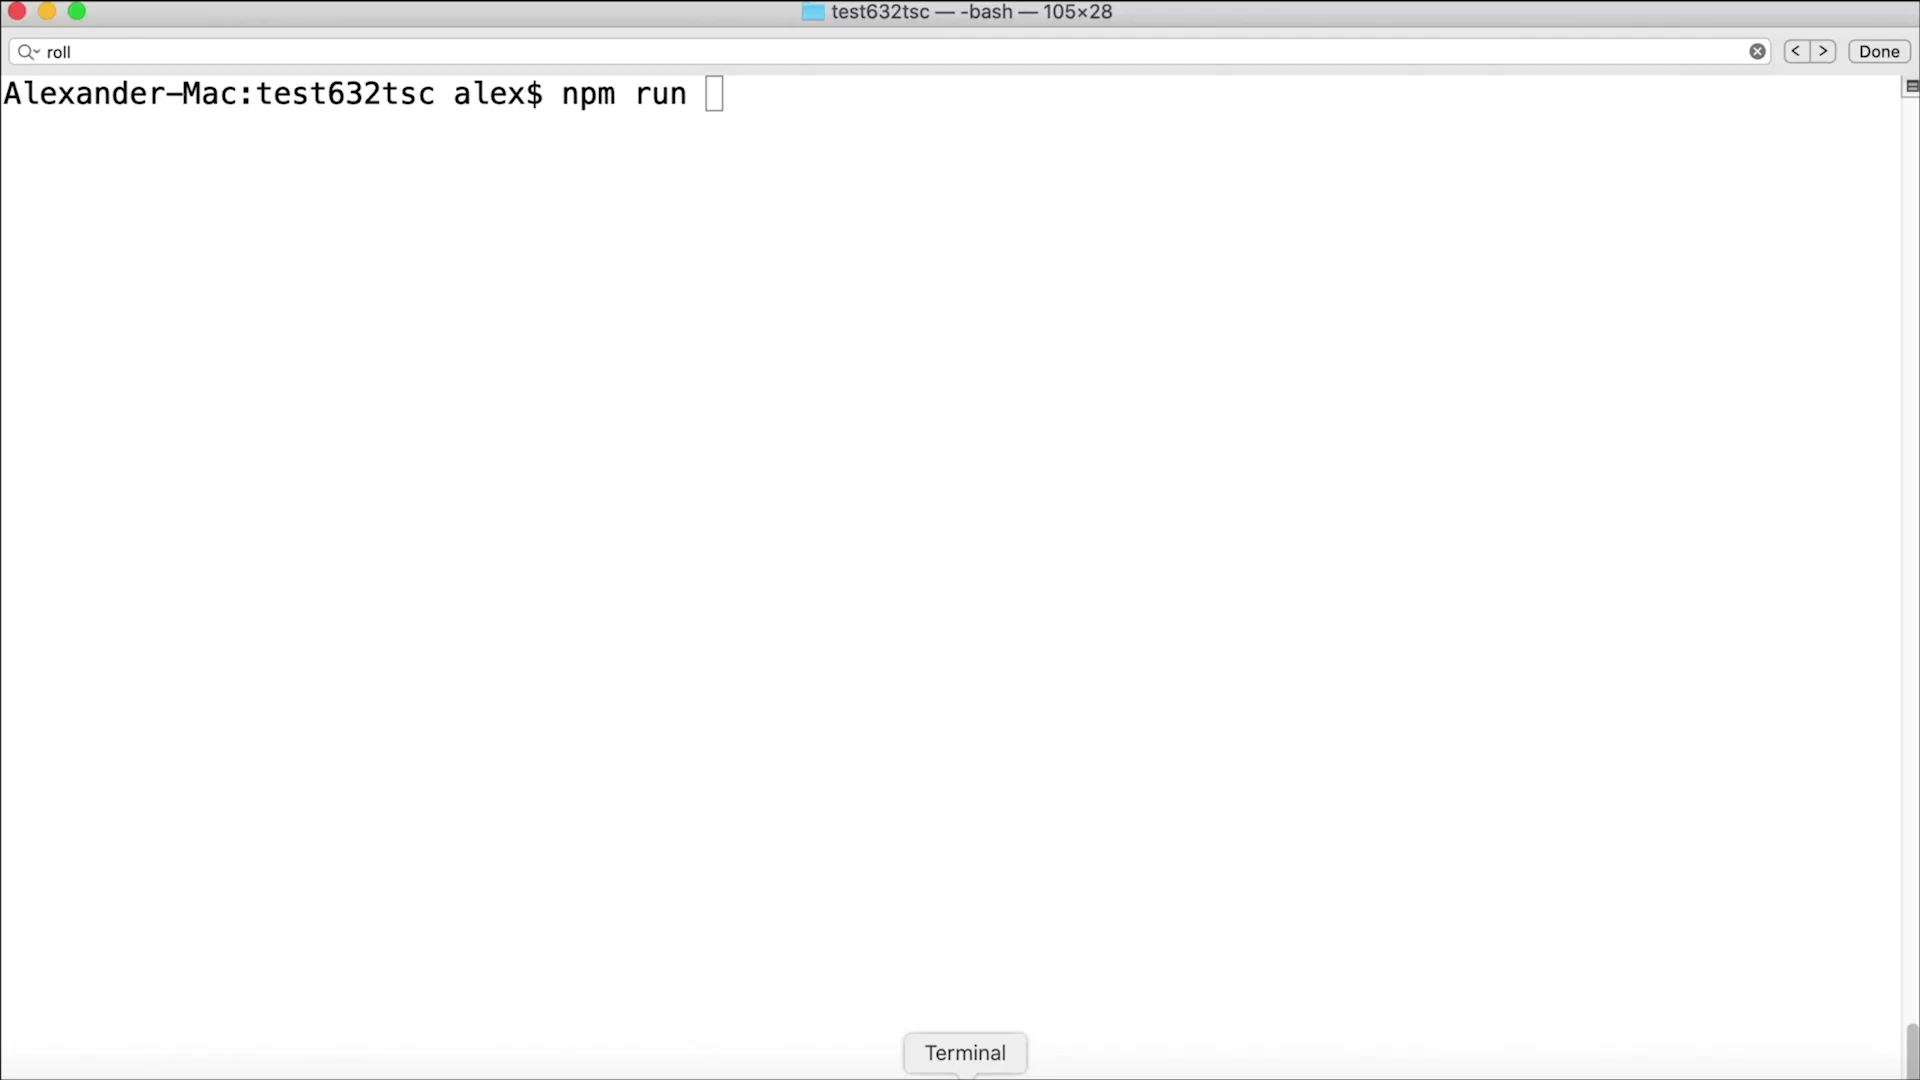 test632tsc — -bash — 105×28
roll
< > Done
Alexander-Mac:test632tsc alex$ npm run
Terminal